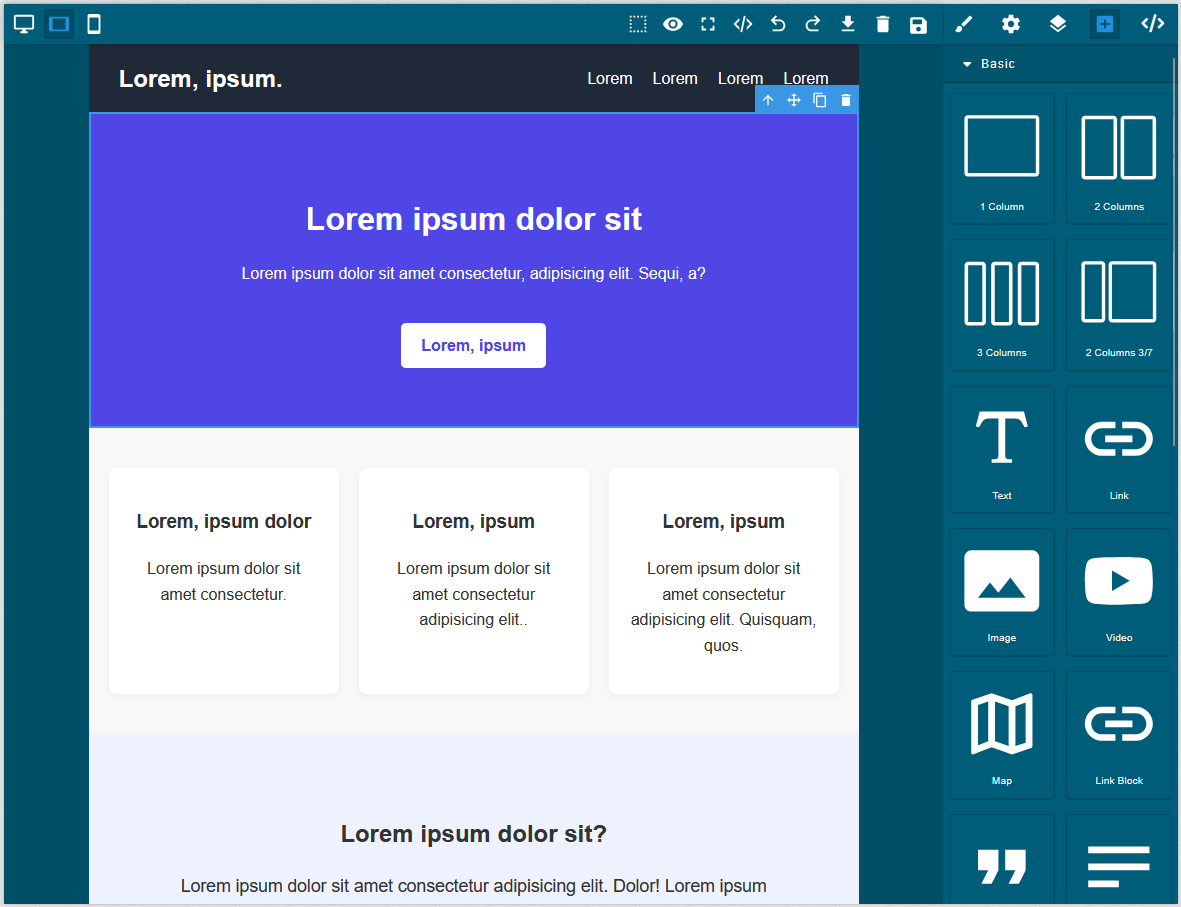 Lorem, ipsum.
Lorem Lorem Lorem Lorem
Lorem ipsum dolor sit
Lorem ipsum dolor sit amet consectetur, adipisicing elit. Sequi, a?
Lorem, ipsum
Lorem, ipsum dolor
Lorem ipsum dolor sit
amet consectetur.
Lorem, ipsum
Lorem ipsum dolor sit
amet consectetur
adipisicing elit..
Lorem, ipsum
Lorem ipsum dolor sit
amet consectetur
adipisicing elit. Quisquam,
quos.
Lorem ipsum dolor sit?
Lorem ipsum dolor sit amet consectetur adipisicing elit. Dolor! Lorem ipsum
Basic
1 Column
2 Columns
3 Columns
2 Columns 3/7
Text
Link
Image
Video
Map
Link Block